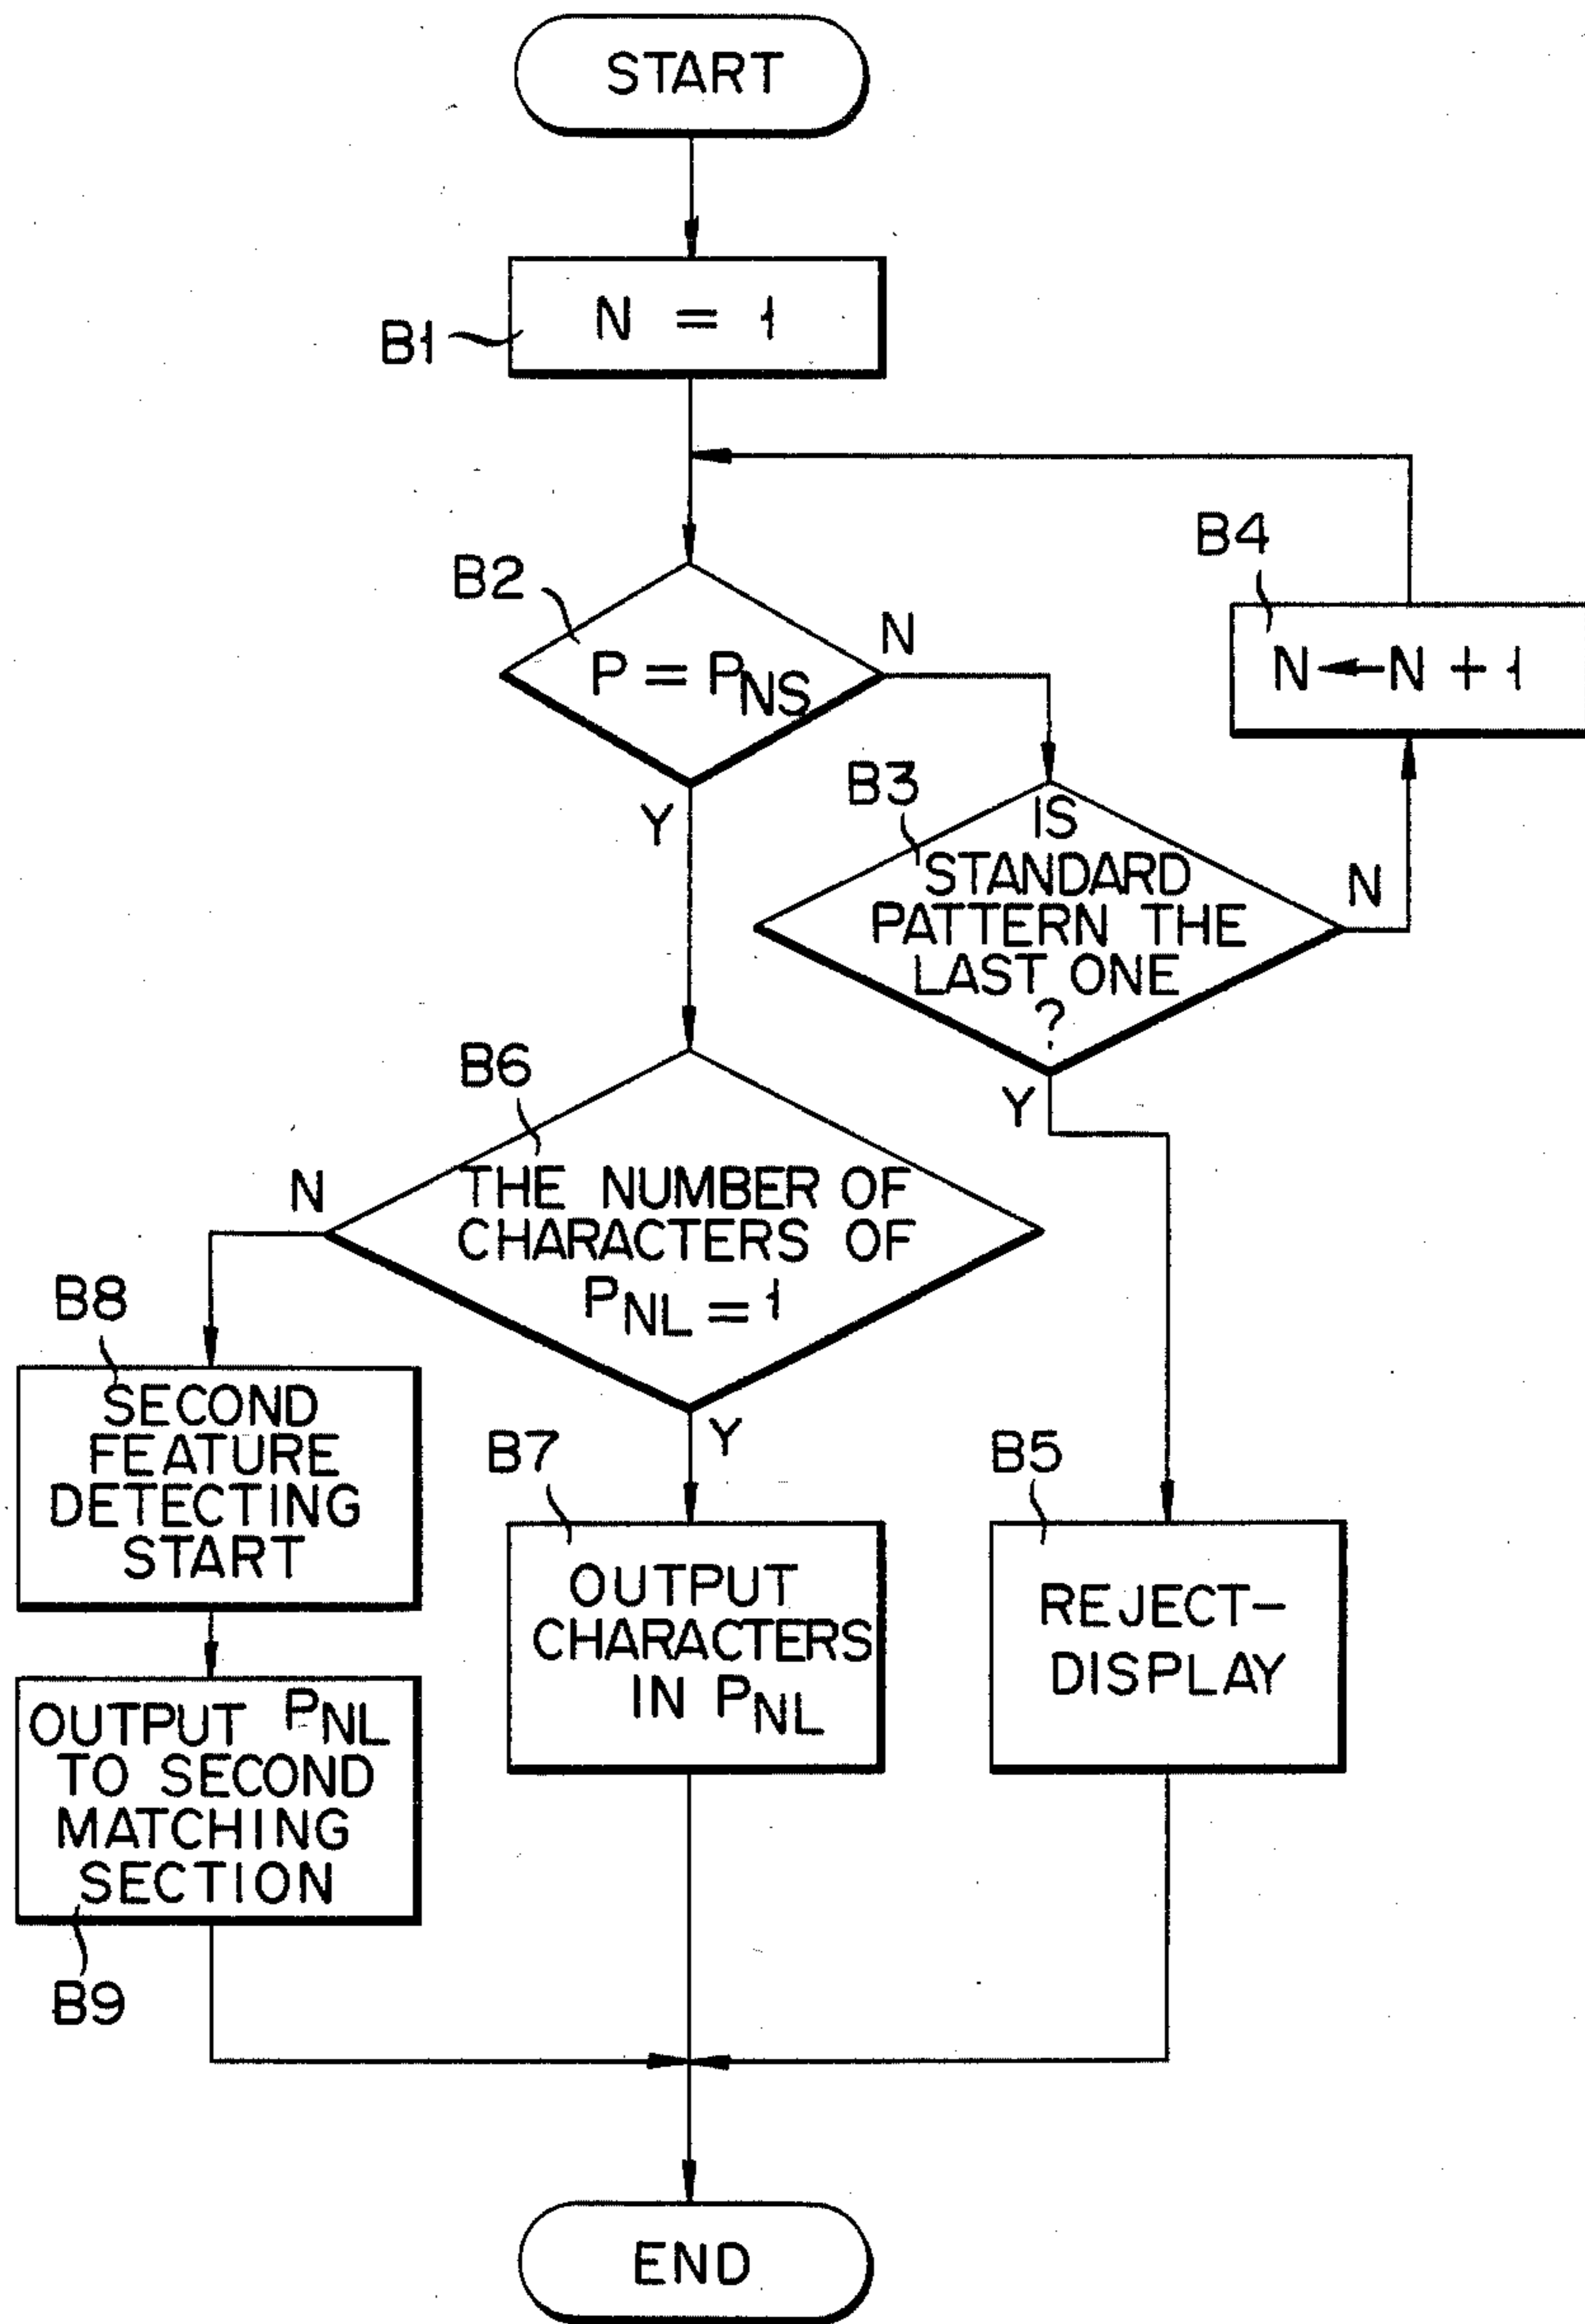 START
B1
N = 1
B4
N ← N + 1
B2
P = PNS
N
Y
B3
IS
STANDARD
PATTERN THE
LAST ONE
?
N
Y
B6
THE NUMBER OF
CHARACTERS OF
PNL = 1
N
Y
B8
SECOND
FEATURE
DETECTING
START
B7
OUTPUT
CHARACTERS
IN PNL
B5
REJECT-
DISPLAY
OUTPUT PNL
TO SECOND
MATCHING
SECTION
B9
END